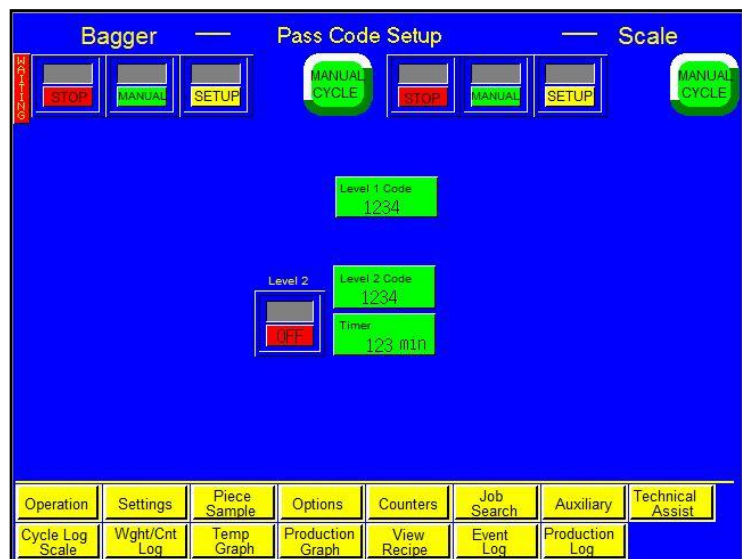 Bagger — Pass Code Setup — Scale
WAITING
STOP MANUAL SETUP MANUAL CYCLE STOP MANUAL SETUP MANUAL CYCLE
Level 1 Code
1234
Level 2
OFF
Level 2 Code
1234
Timer
123 min
Operation Settings Piece Sample Options Counters Job Search Auxiliary Technical Assist
Cycle Log Scale Wght/Cnt Log Temp Graph Production Graph View Recipe Event Log Production Log